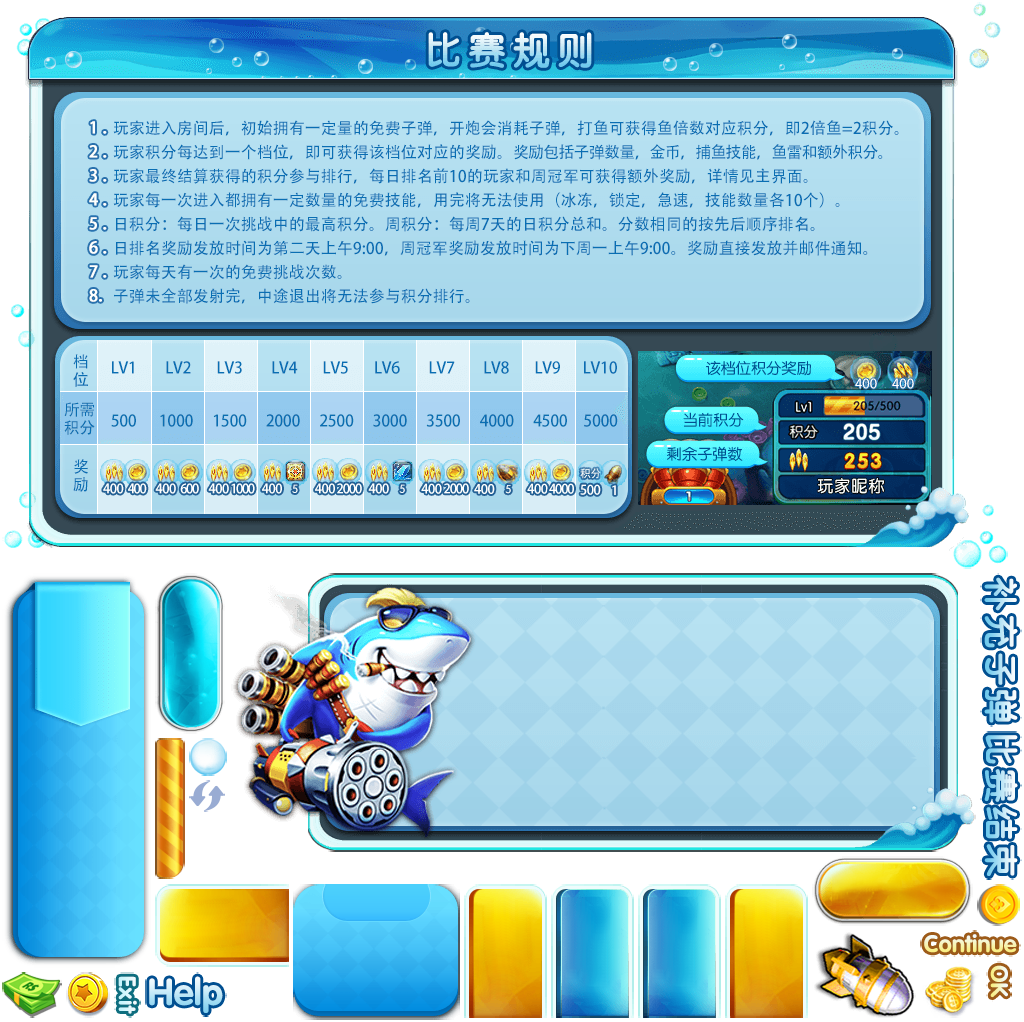 比赛规则
1。玩家进入房间后，初始拥有一定量的免费子弹，开炮会消耗子弹，打鱼可获得鱼倍数对应积分，即2倍鱼=2积分。
2。玩家积分每达到一个档位，即可获得该档位对应的奖励。奖励包括子弹数量，金币，捕鱼技能，鱼雷和额外积分。
3。玩家最终结算获得的积分参与排行，每日排名前10的玩家和周冠军可获得额外奖励，详情见主界面。
4。玩家每一次进入都拥有一定数量的免费技能，用完将无法使用（冰冻，锁定，急速，技能数量各10个）。
5。日积分：每日一次挑战中的最高积分。周积分：每周7天的日积分总和。分数相同的按先后顺序排名。
6。日排名奖励发放时间为第二天上午9:00，周冠军奖励发放时间为下周一上午9:00。奖励直接发放并邮件通知。
7。玩家每天有一次的免费挑战次数。
8。子弹未全部发射完，中途退出将无法参与积分排行。
档位 LV1 LV2 LV3 LV4 LV5 LV6 LV7 LV8 LV9 LV10
所需积分 500 1000 1500 2000 2500 3000 3500 4000 4500 5000
奖励 400 400 400 600 400 1000 400 5 400 2000 400 5 400 2000 400 5 400 4000 积分 500 1
该档位积分奖励
400 400
Lv1 205/500
当前积分
积分 205
剩余子弹数
253
1
玩家昵称
补充子弹
比赛结束
Continue
OK
Exit
Help